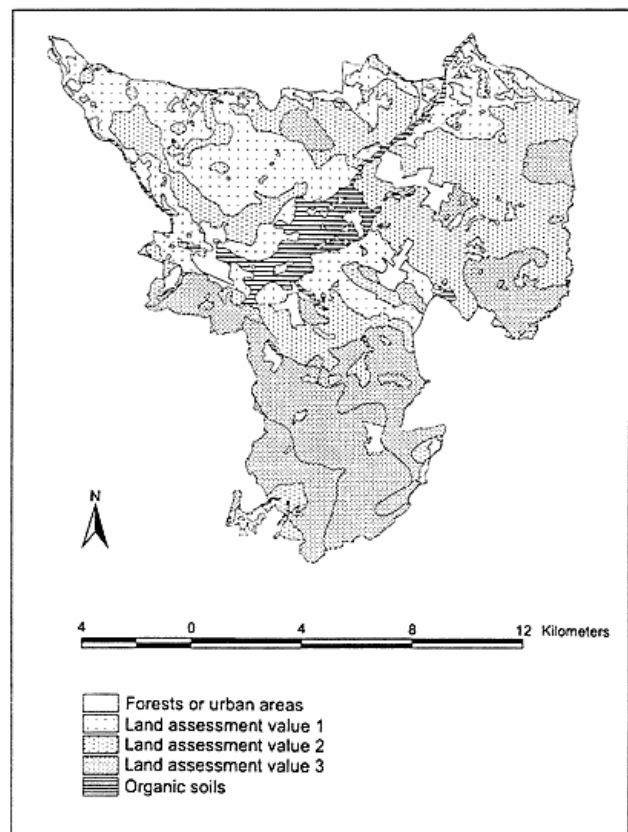 N
4 0 4 8 12 Kilometers
Forests or urban areas
Land assessment value 1
Land assessment value 2
Land assessment value 3
Organic soils